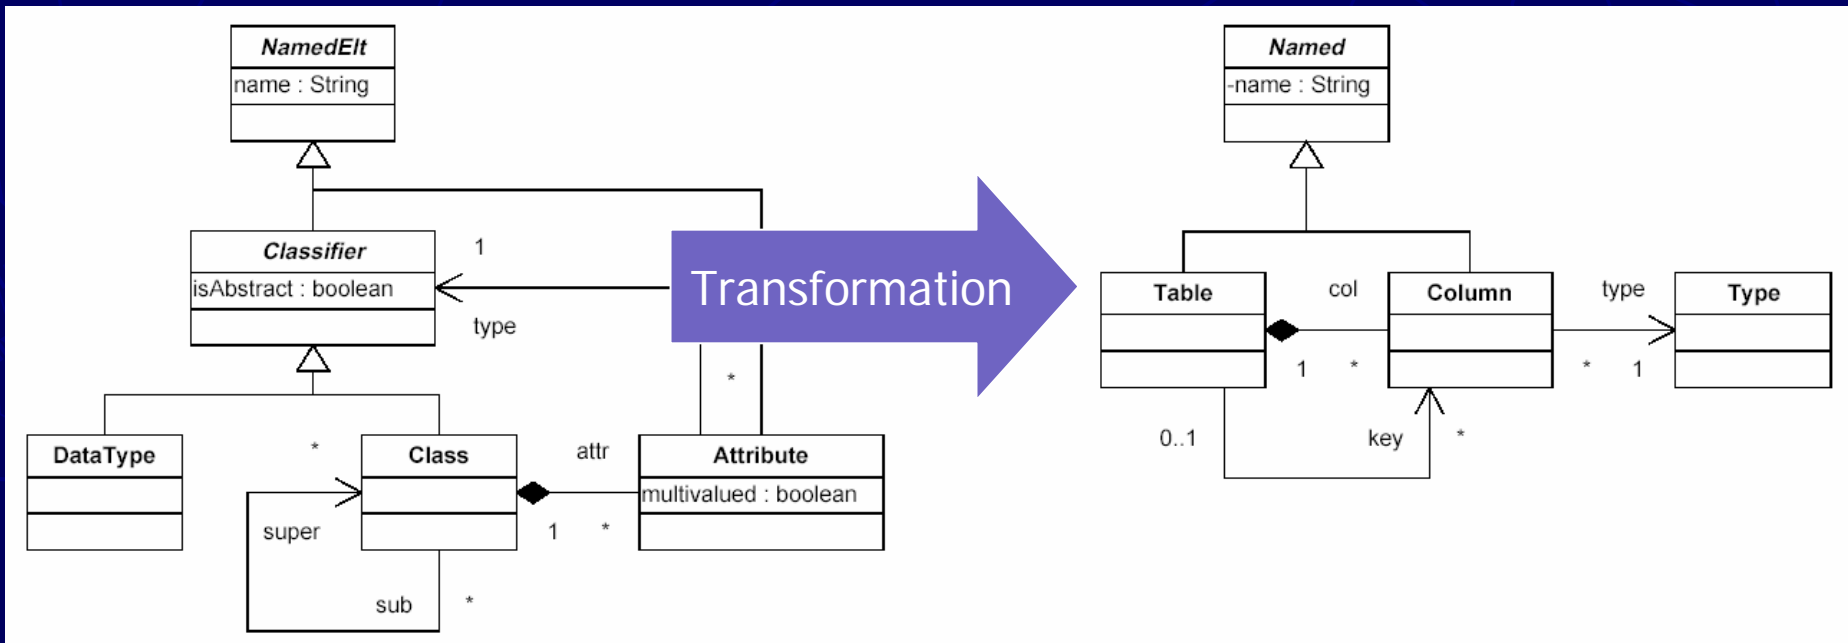 NamedElt
name : String
Classifier
isAbstract : boolean
1
type
*
DataType
*
Class
attr
Attribute
multivalued : boolean
super
1
*
sub
*
Transformation
Named
-name : String
Table
col
Column
type
Type
1
*
*
1
0..1
key
*